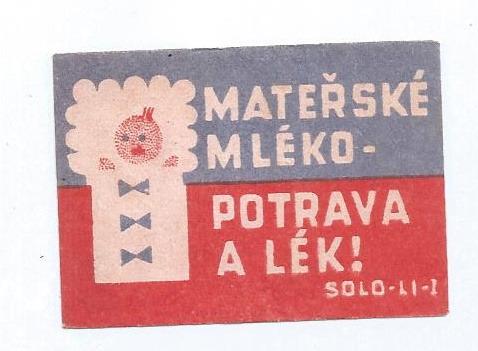 MATEŘSKÉ
MLÉKO-
POTRAVA
A LÉK!
SOLO-LI-I